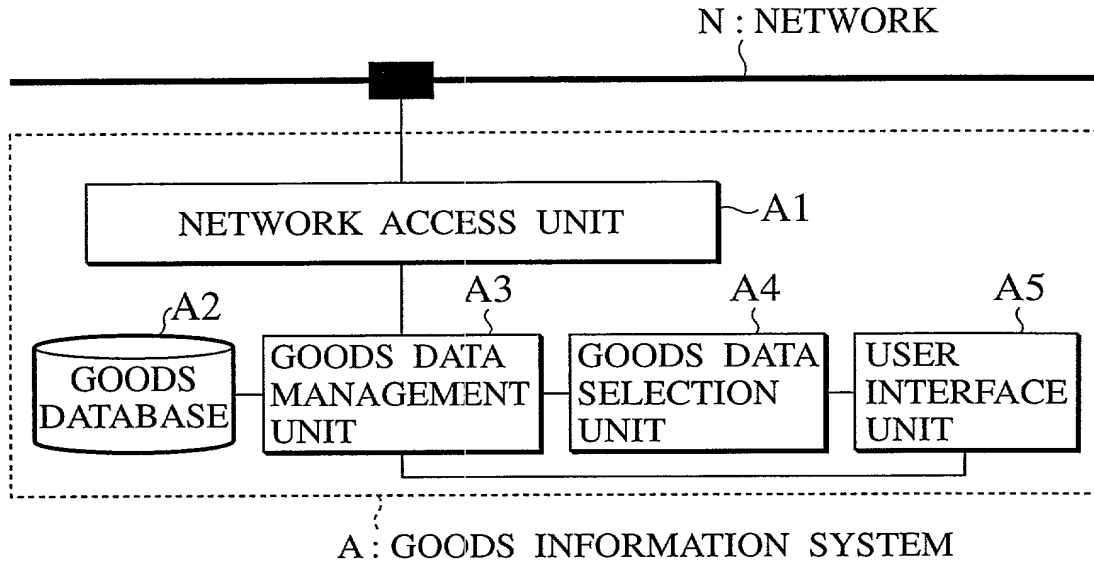 N : NETWORK
NETWORK ACCESS UNIT
A1
A2
A3
A4
A5
GOODS
DATABASE
GOODS DATA
MANAGEMENT
UNIT
GOODS DATA
SELECTION
UNIT
USER
INTERFACE
UNIT
A : GOODS INFORMATION SYSTEM